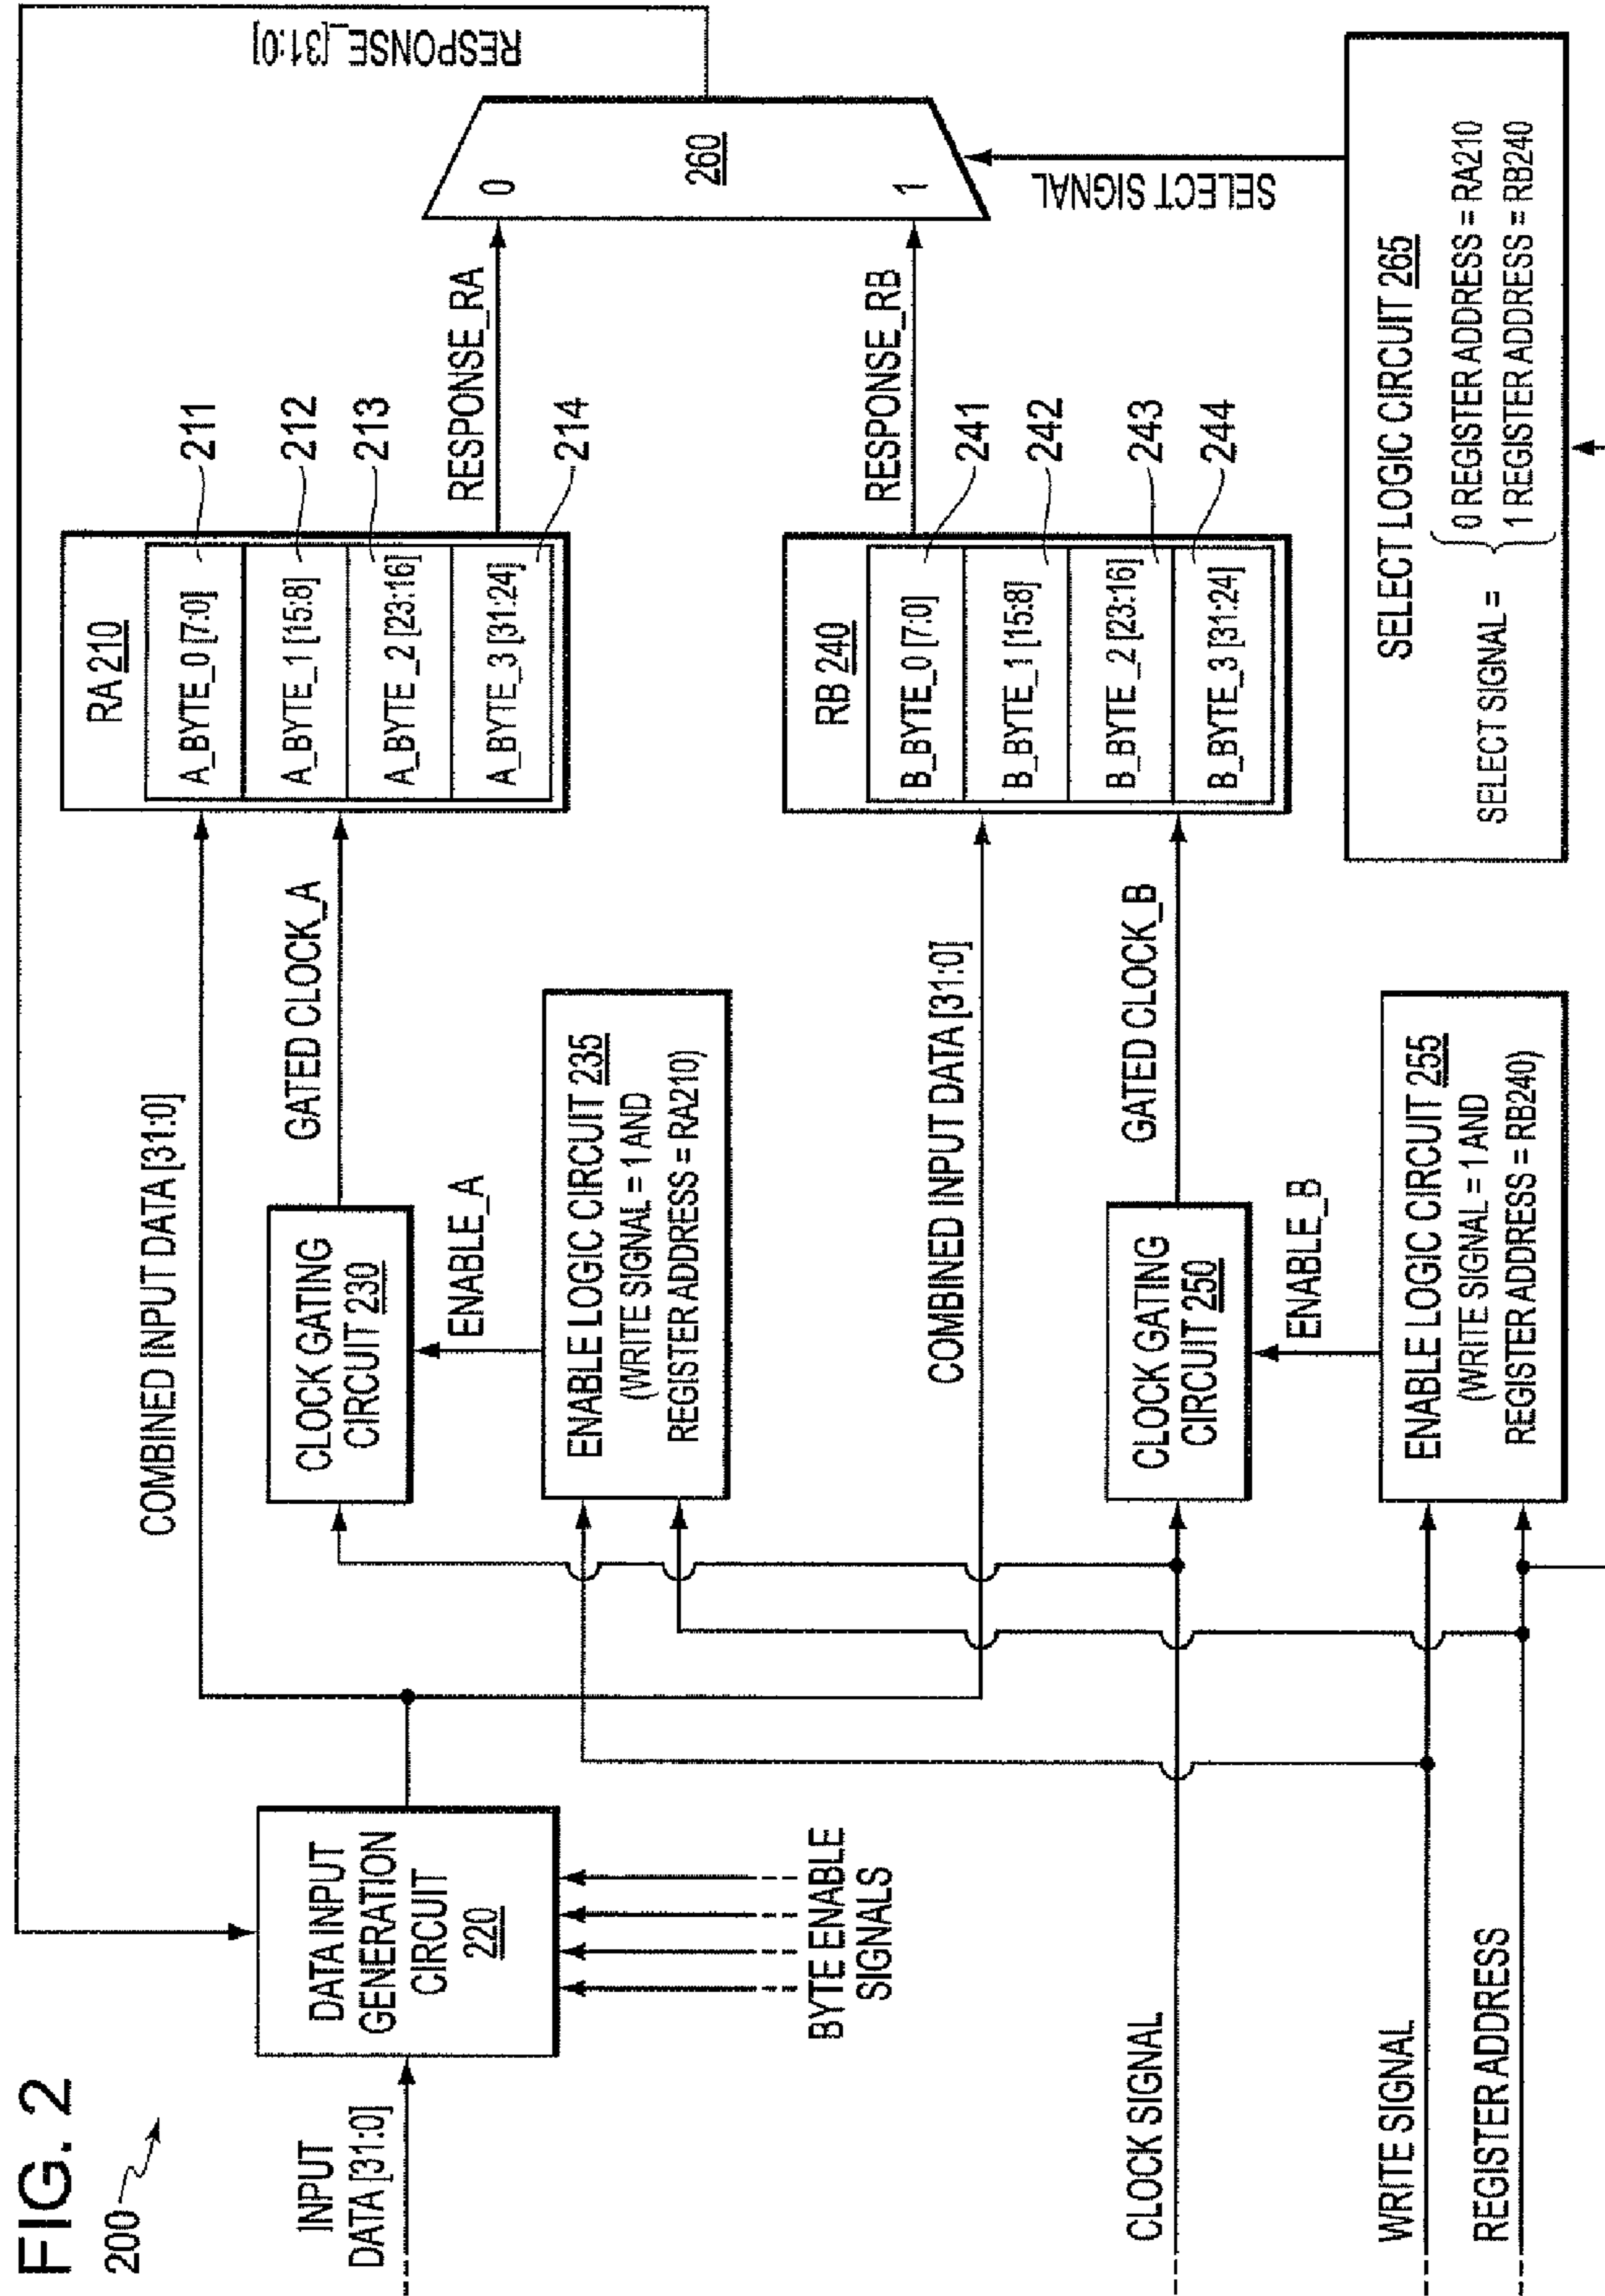 FIG. 2
200
INPUT
DATA [31:0]
DATA INPUT
GENERATION
CIRCUIT
220
BYTE ENABLE
SIGNALS
CLOCK SIGNAL
WRITE SIGNAL
REGISTER ADDRESS
COMBINED INPUT DATA [31:0]
CLOCK GATING
CIRCUIT 230
GATED CLOCK_A
ENABLE_A
ENABLE LOGIC CIRCUIT 235
(WRITE SIGNAL = 1 AND
REGISTER ADDRESS = RA210)
COMBINED INPUT DATA [31:0]
CLOCK GATING
CIRCUIT 250
GATED CLOCK_B
ENABLE_B
ENABLE LOGIC CIRCUIT 255
(WRITE SIGNAL = 1 AND
REGISTER ADDRESS = RB240)
RA 210
A_BYTE_0 [7:0]
A_BYTE_1 [15:8]
A_BYTE_2 [23:16]
A_BYTE_3 [31:24]
211
212
213
214
RESPONSE_RA
RB 240
B_BYTE_0 [7:0]
B_BYTE_1 [15:8]
B_BYTE_2 [23:16]
B_BYTE_3 [31:24]
241
242
243
244
RESPONSE_RB
0
260
1
RESPONSE_[31:0]
SELECT SIGNAL
SELECT LOGIC CIRCUIT 265
SELECT SIGNAL =
0 REGISTER ADDRESS = RA210
1 REGISTER ADDRESS = RB240